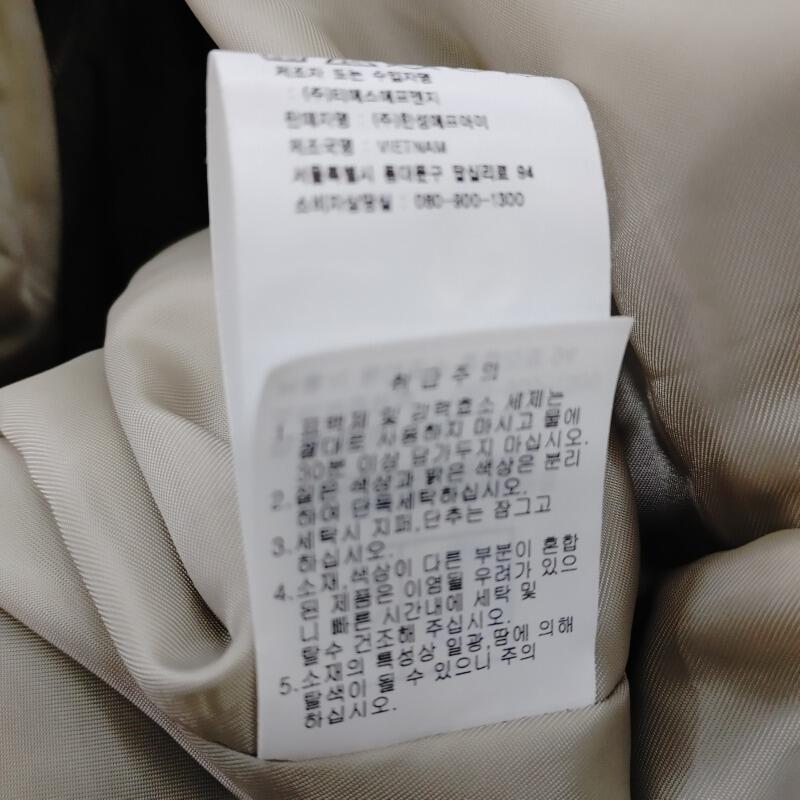 제조자 또는 수입자명
: (주)티에스에프엔지
판매자명 : (주)한성에프아이
제조국명 : VIETNAM
서울특별시 동대문구 답십리로 94
소비자상담실 : 080-900-1300
취급주의
1. 표백제 및 강력효소 세제는
절대로 사용하지 마시고 물에
30분 이상 담가두지 마십시오.
2. 짙은 색상과 밝은 색상은 분리
하여 단독세탁하십시오.
3. 세탁시 지퍼,단추는 잠그고
하십시오.
4. 소재,색상이 다른 부분이 혼합
된 제품은 이염될 우려가 있으
니 빠른 시간내에 세탁 및
탈수 건조해 주십시오.
5. 소재의 특성상 일광,땀에 의해
탈색이 될 수 있으니 주의
하십시오.